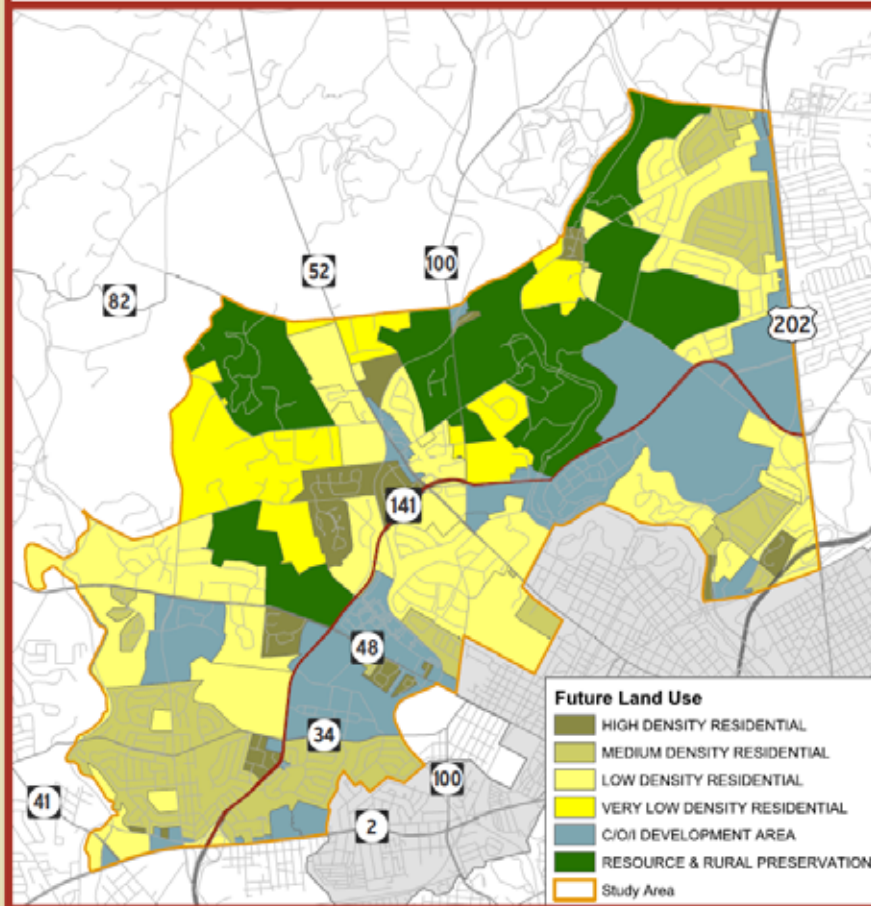 52
100
82
202
141
48
34
100
41
2
Future Land Use
HIGH DENSITY RESIDENTIAL
MEDIUM DENSITY RESIDENTIAL
LOW DENSITY RESIDENTIAL
VERY LOW DENSITY RESIDENTIAL
C/O/I DEVELOPMENT AREA
RESOURCE & RURAL PRESERVATION
Study Area